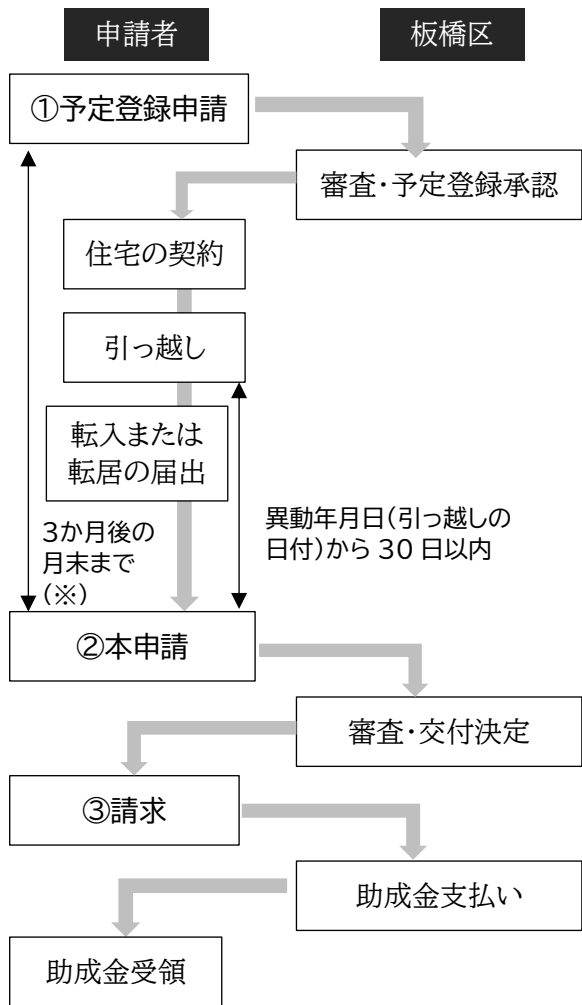 申請者
板橋区
①予定登録申請
審査・予定登録承認
住宅の契約
引っ越し
転入または
転居の届出
3か月後の
月末まで
(※)
異動年月日(引っ越しの
日付)から 30 日以内
②本申請
審査・交付決定
③請求
助成金支払い
助成金受領